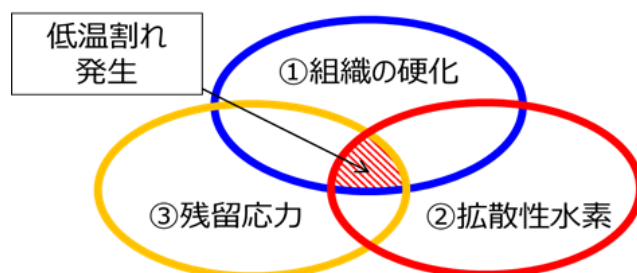 低温割れ
発生
①組織の硬化
③残留応力
②拡散性水素